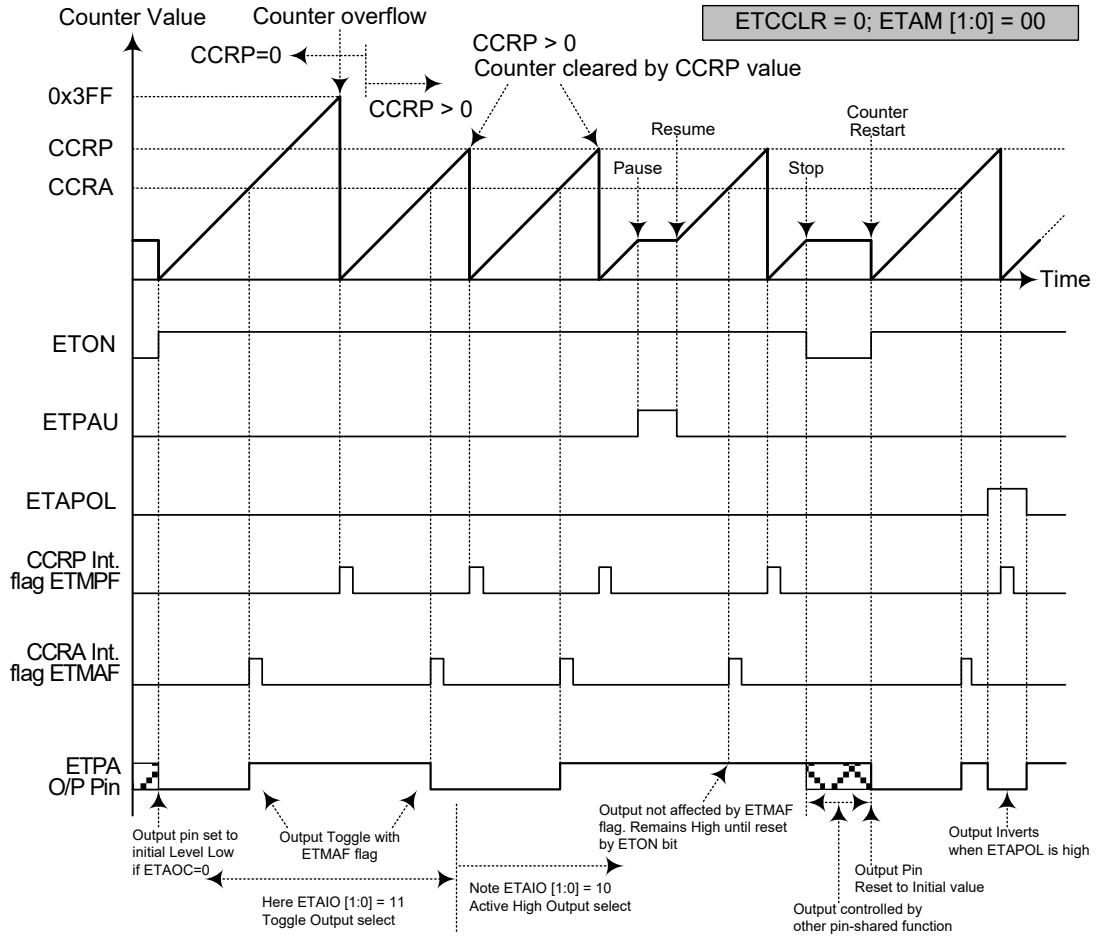 Counter Value
Counter overflow
ETCCLR = 0; ETAM [1:0] = 00
CCRP=0
CCRP > 0
CCRP > 0
Counter cleared by CCRP value
0x3FF
CCRP
CCRA
Pause
Resume
Stop
Counter
Restart
Time
ETON
ETPAU
ETAPOL
CCRP Int.
flag ETMPF
CCRA Int.
flag ETMAF
ETPA
O/P Pin
Output pin set to
initial Level Low
if ETAOC=0
Output Toggle with
ETMAF flag
Here ETAIO [1:0] = 11
Toggle Output select
Note ETAIO [1:0] = 10
Active High Output select
Output not affected by ETMAF
flag. Remains High until reset
by ETON bit
Output controlled by
other pin-shared function
Output Pin
Reset to Initial value
Output Inverts
when ETAPOL is high